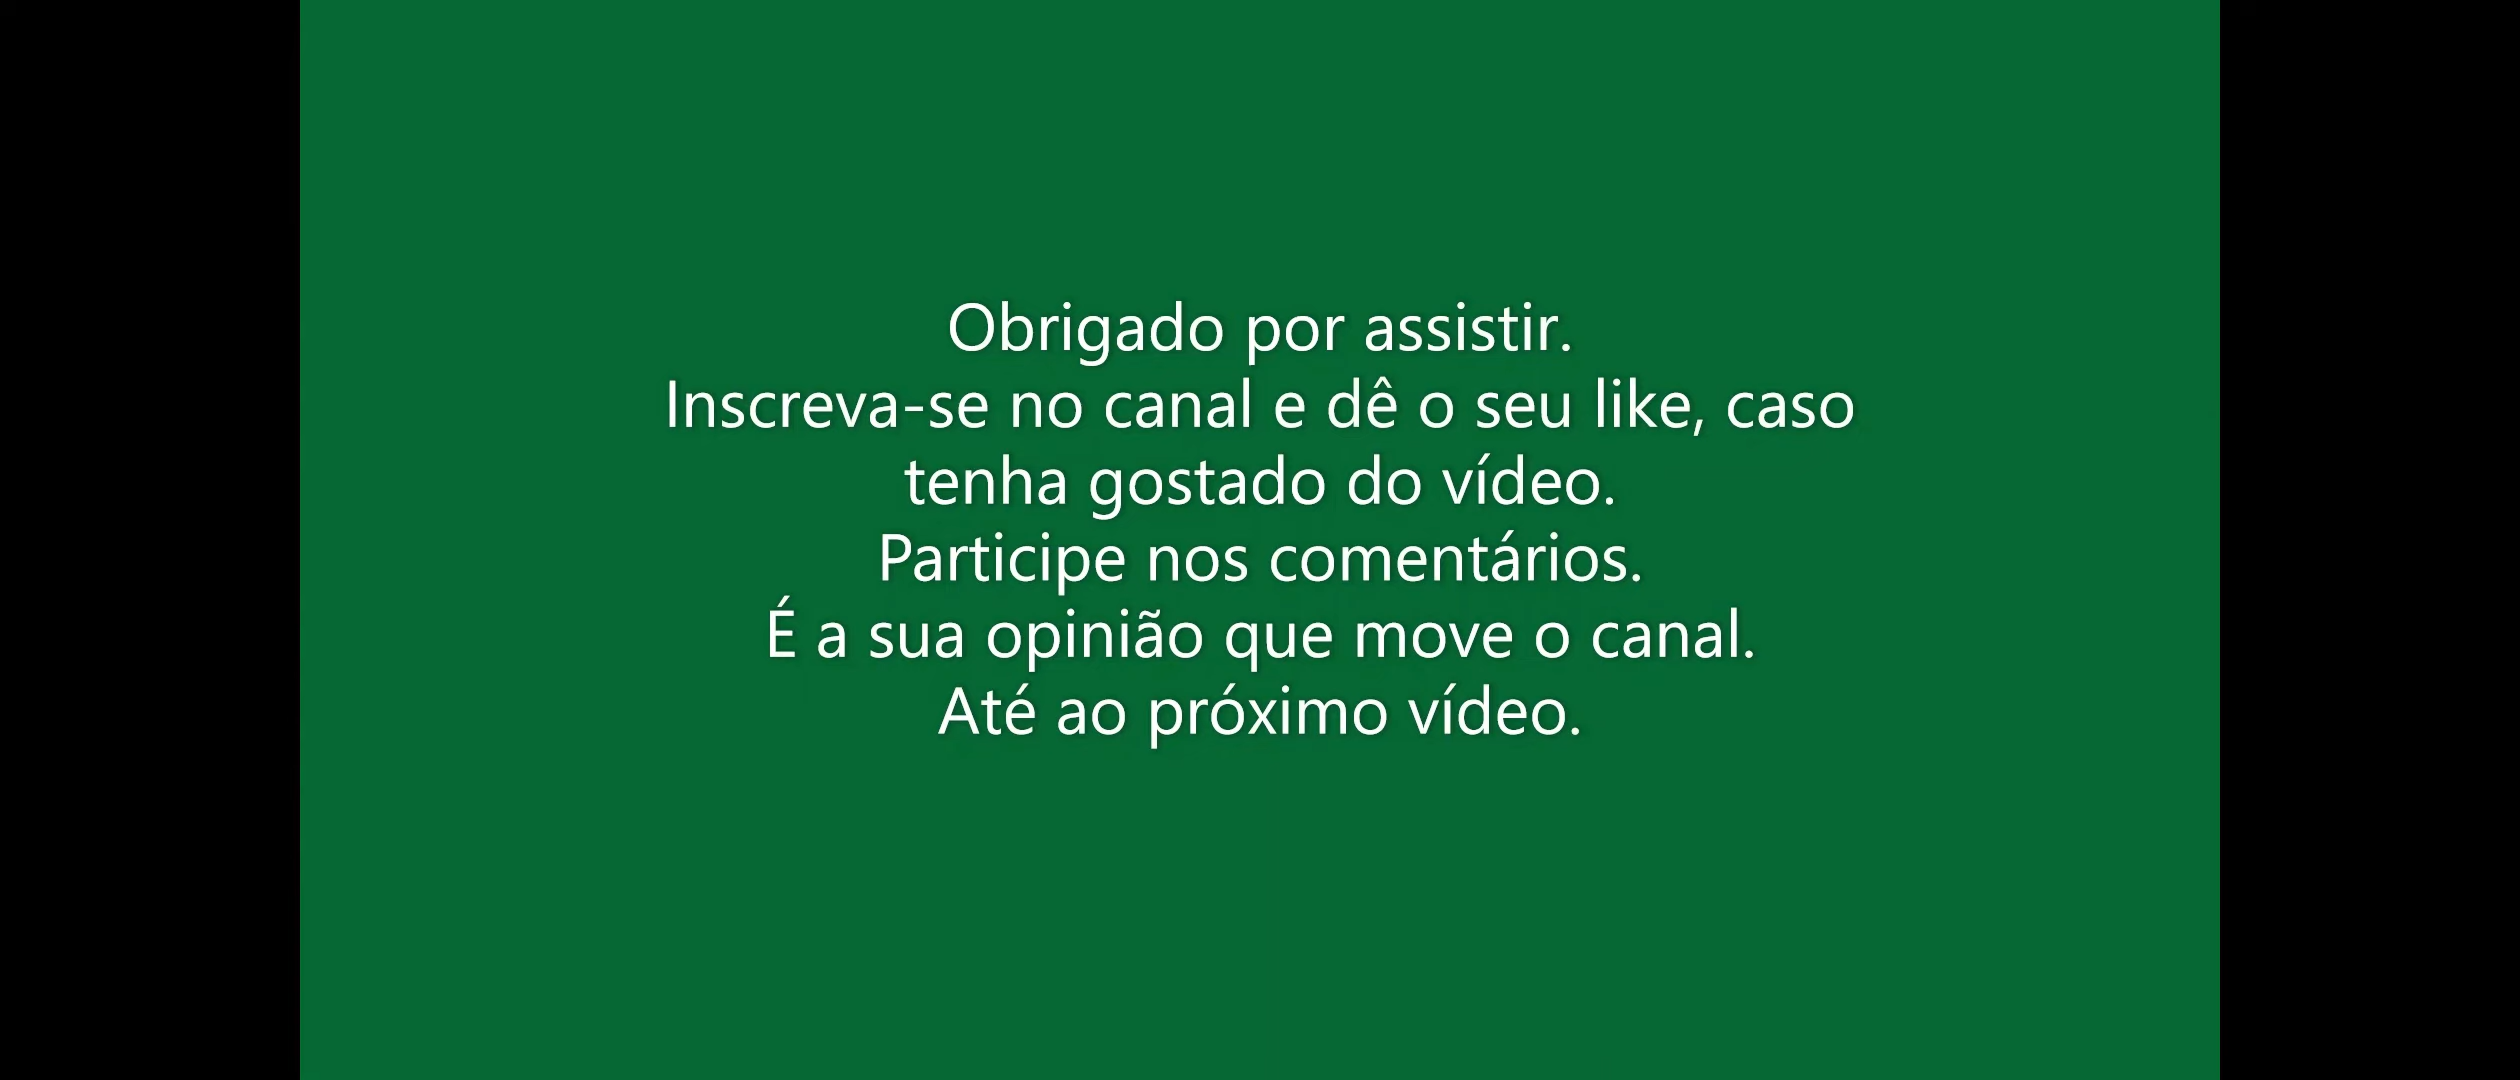 Obrigado por assistir.
Inscreva-se no canal e dê o seu like, caso
tenha gostado do vídeo.
Participe nos comentários.
É a sua opinião que move o canal.
Até ao próximo vídeo.